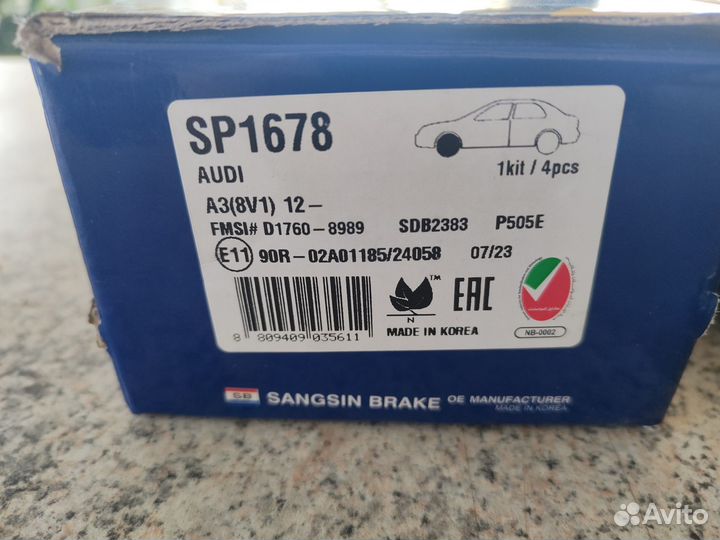 SP1678
1kit / 4pcs
AUDI
A3(8V1) 12-
FMSI# D1760-8989 SDB2383 P505E
E11 90R-02A01185/24058 07/23
TM
N
MADE IN KOREA
EAC
NB-0002
8 809409 035611
SB SANGSIN BRAKE OE MANUFACTURER
MADE IN KOREA
Avito